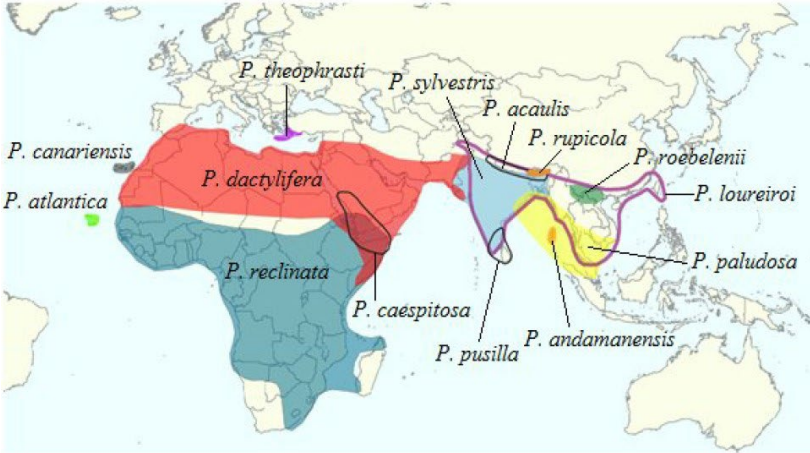 P. theophrasti
P. sylvestris
P. acaulis
P. rupicola
P. canariensis
P. roebelenii
P. dactylifera
P. loureiroi
P. atlantica
P. paludosa
P. reclinata
P. caespitosa
P. andamanensis
P. pusilla